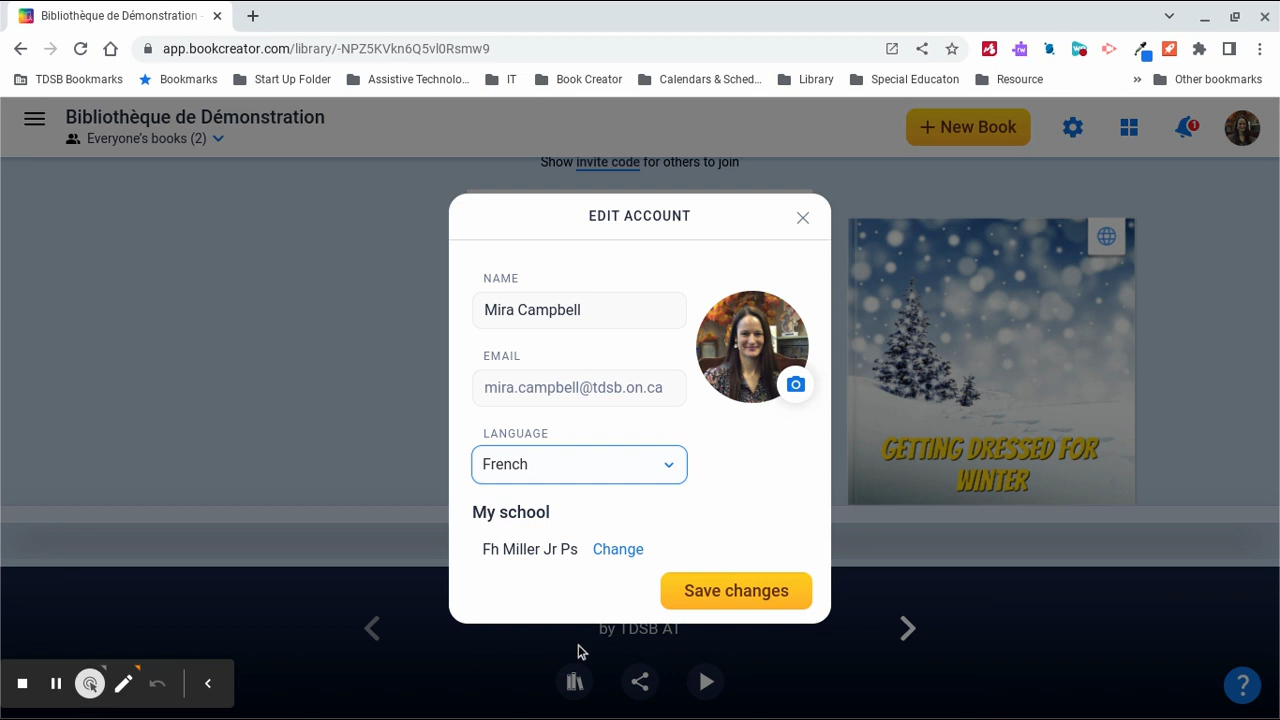 Bibliothèque de Démonstration -
app.bookcreator.com/library/-NPZ5KVkn6Q5vl0Rsmw9
TDSB Bookmarks Bookmarks Start Up Folder Assistive Technolo... IT Book Creator Calendars & Sched... Library Special Educaton Resource » Other bookmarks
Bibliothèque de Démonstration
Everyone's books (2)
+ New Book
1
Show invite code for others to join
EDIT ACCOUNT
NAME
Mira Campbell
EMAIL
mira.campbell@tdsb.on.ca
LANGUAGE
French
My school
Fh Miller Jr Ps Change
Save changes
GETTING DRESSED FOR
WINTER
by TDSB AT
?